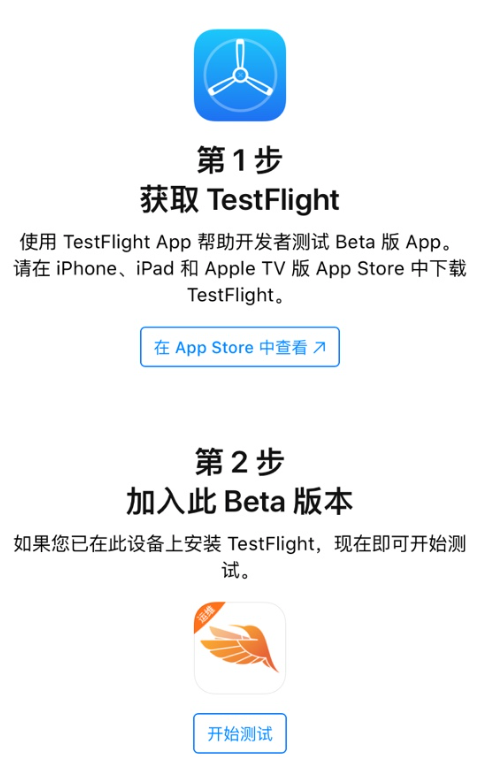 第 1 步
获取 TestFlight
使用 TestFlight App 帮助开发者测试 Beta 版 App。
请在 iPhone、iPad 和 Apple TV 版 App Store 中下载
TestFlight。
在 App Store 中查看 ↗
第 2 步
加入此 Beta 版本
如果您已在此设备上安装 TestFlight，现在即可开始测
试。
运维
开始测试